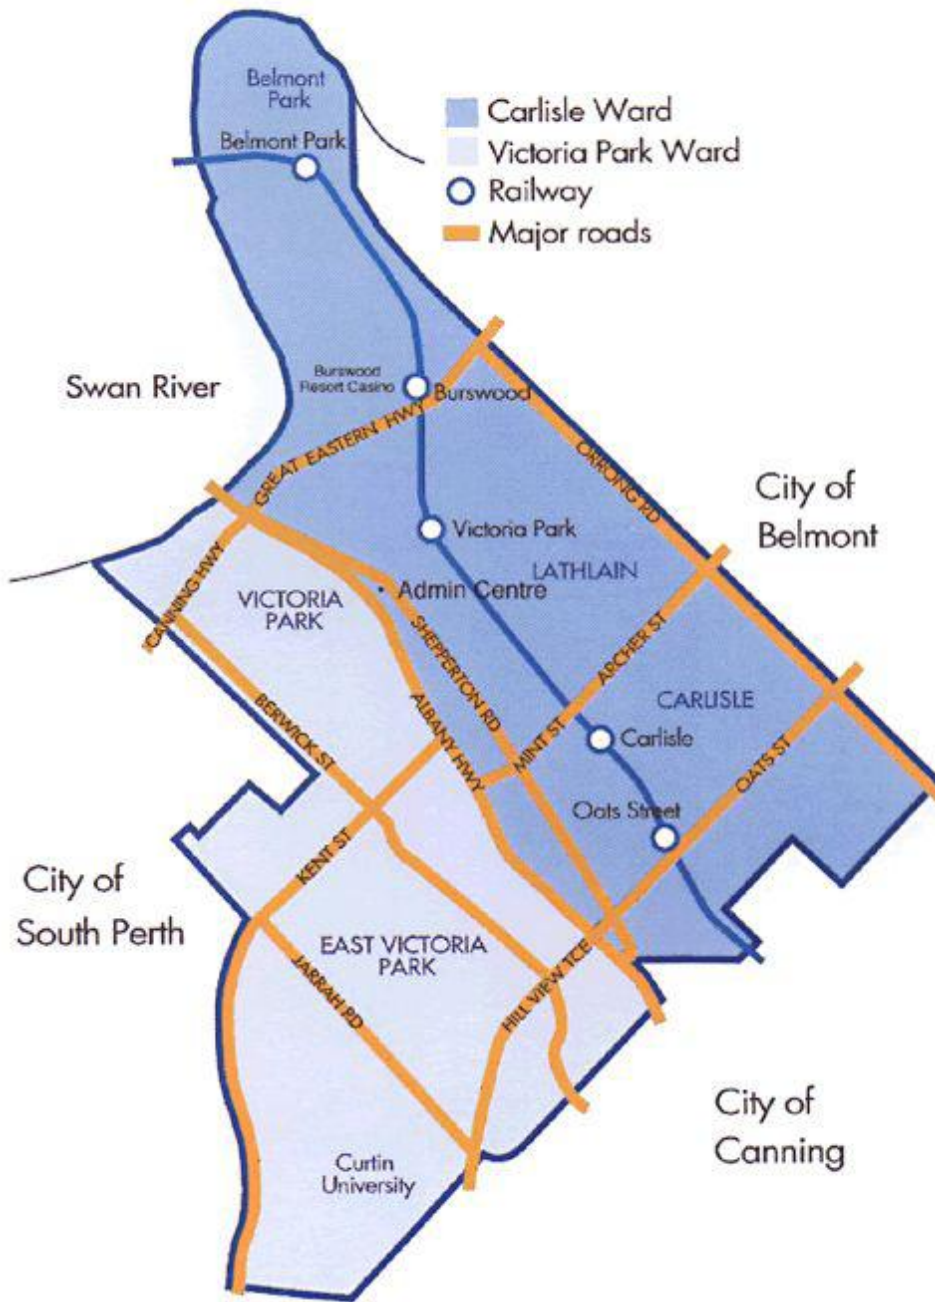 Belmont
Park
Belmont Park
Carlisle Ward
Victoria Park Ward
Railway
Major roads
Swan River
Burswood
Resort Casino
Burswood
GREAT EASTERN HWY
ORRONG RD
City of
Belmont
Victoria Park
LATHLAIN
Admin Centre
VICTORIA
PARK
CANNING HWY
SHEPPERTON RD
ARCHER ST
CARLISLE
BERWICK ST
ALBANY HWY
MINT ST
Carlisle
OATS ST
Oats Street
KENT ST
City of
South Perth
EAST VICTORIA
PARK
JARRAH RD
HILL VIEW TCE
City of
Canning
Curtin
University